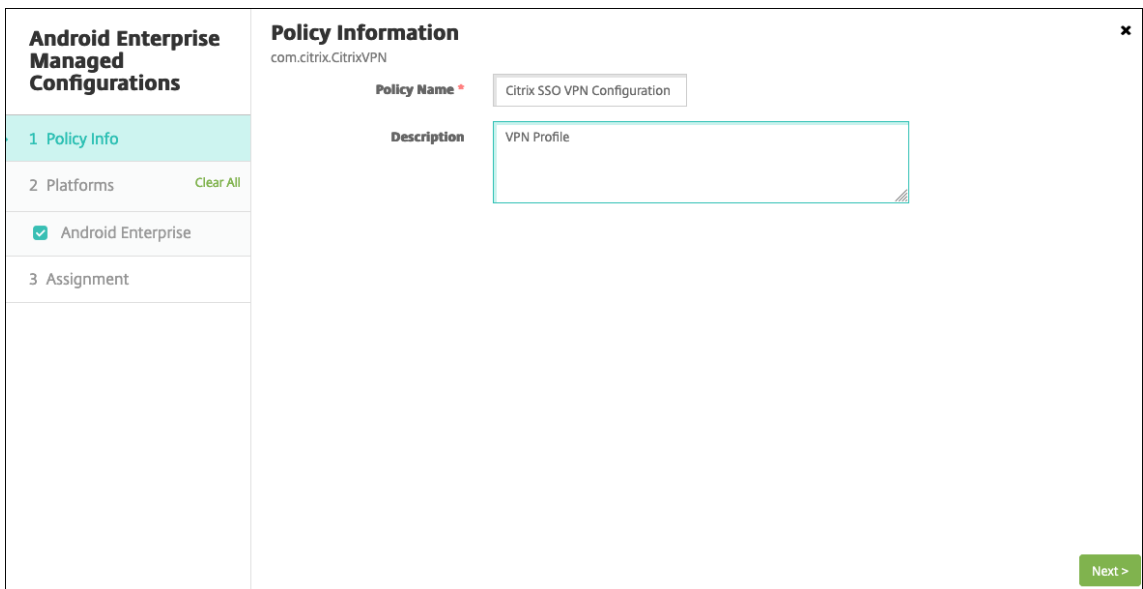 Android Enterprise
Managed
Configurations
1 Policy Info
2 Platforms
Clear All
Android Enterprise
3 Assignment
Policy Information
com.citrix.CitrixVPN
Policy Name *
Citrix SSO VPN Configuration
Description
VPN Profile
Next >